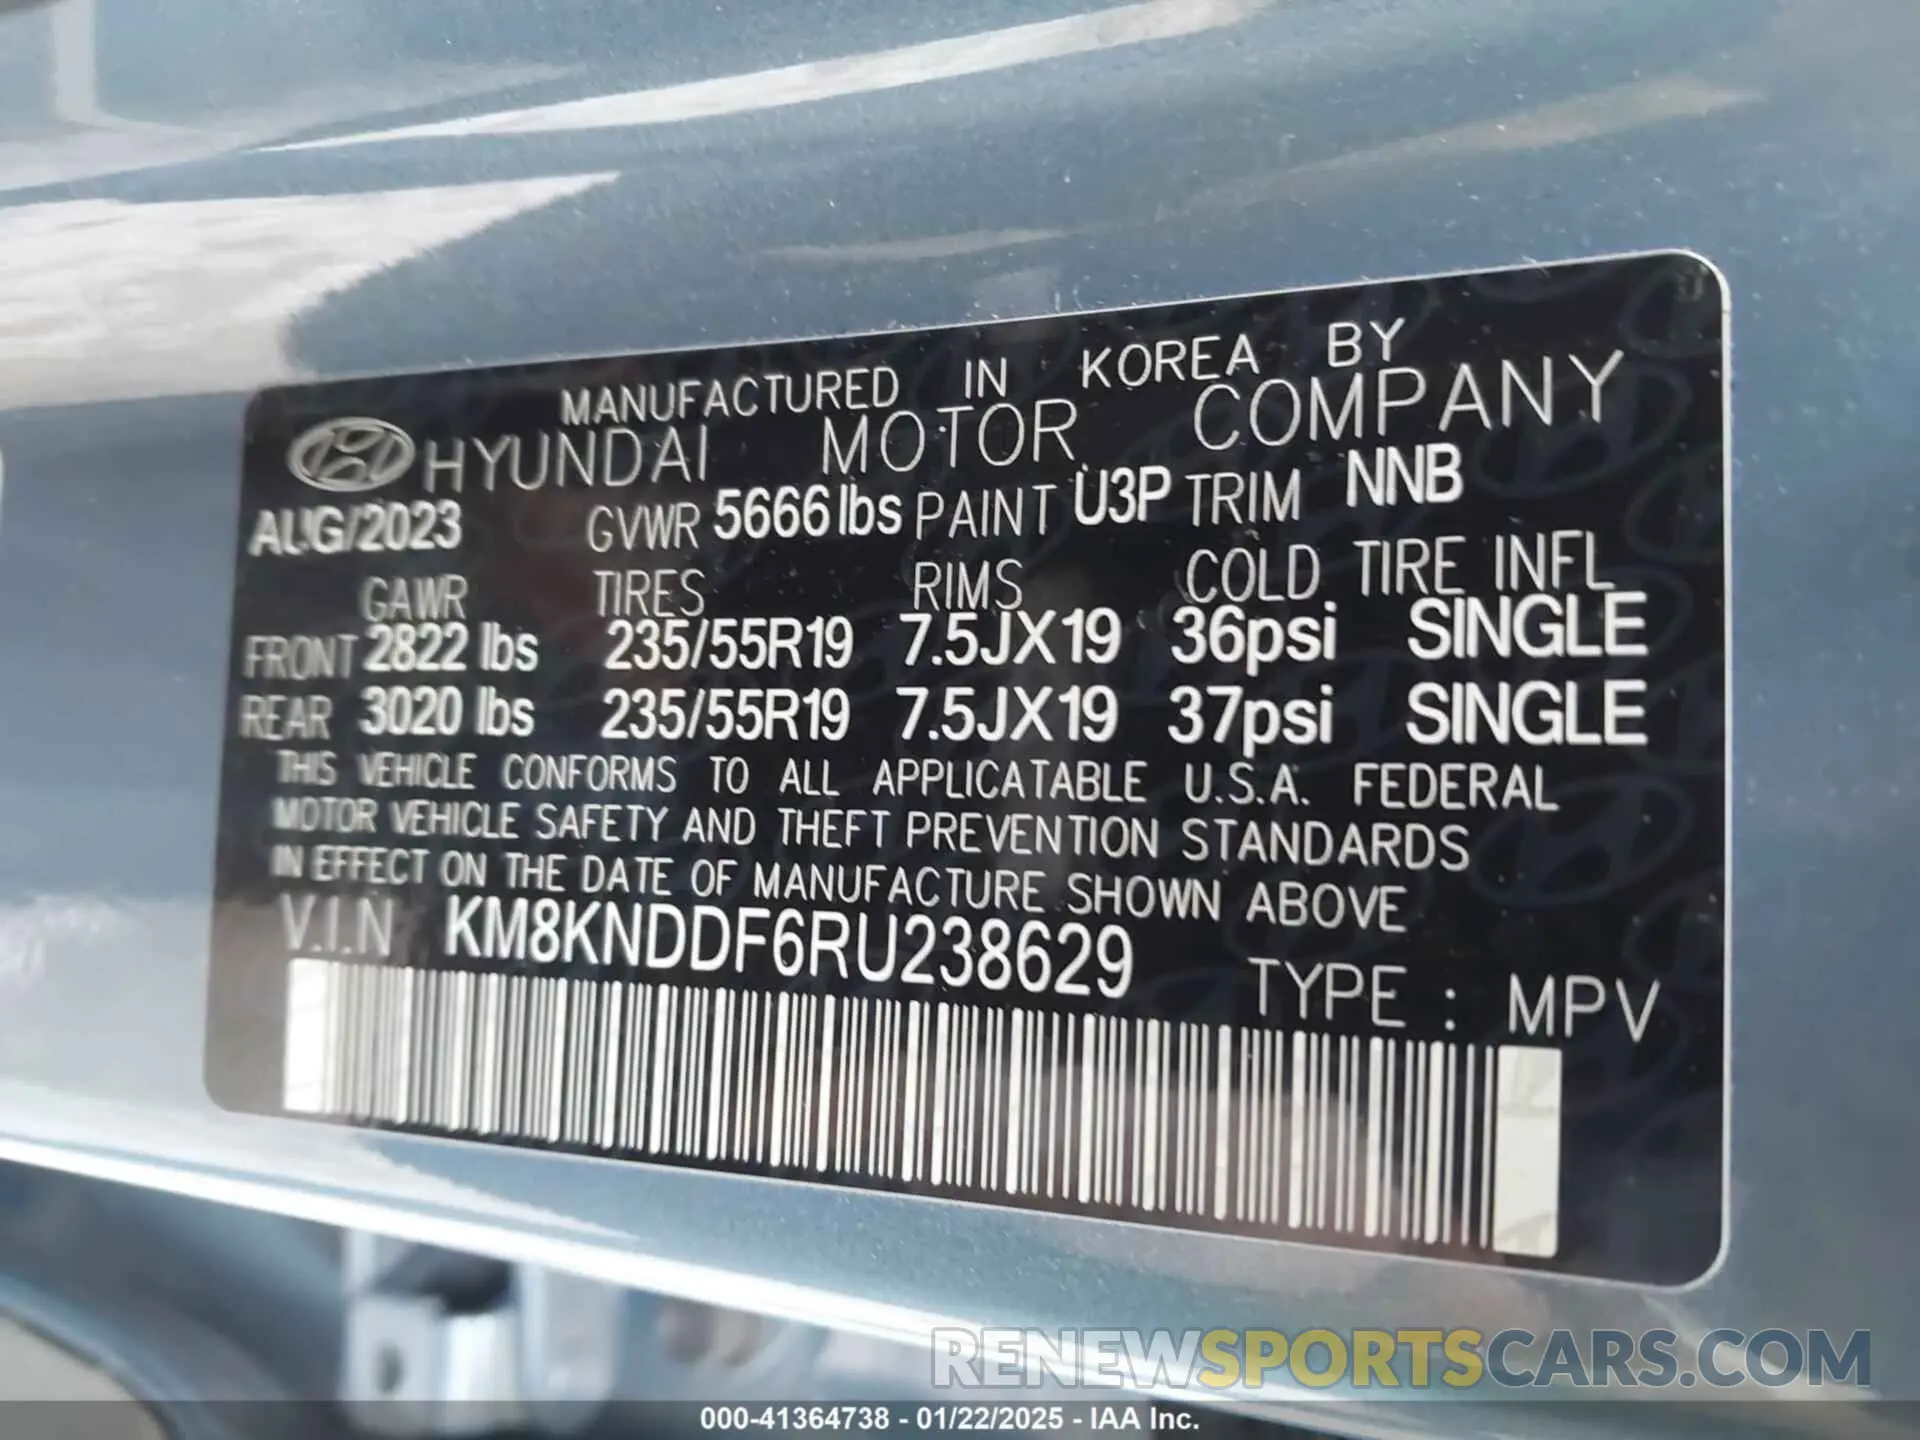 MANUFACTURED IN KOREA BY
HYUNDAI MOTOR COMPANY
AUG/2023 GVWR 5666lbs PAINT U3P TRIM NNB
GAWR TIRES RIMS COLD TIRE INFL
FRONT 2822 lbs 235/55R19 7.5JX19 36psi SINGLE
REAR 3020 lbs 235/55R19 7.5JX19 37psi SINGLE
THIS VEHICLE CONFORMS TO ALL APPLICATABLE U.S.A. FEDERAL
MOTOR VEHICLE SAFETY AND THEFT PREVENTION STANDARDS
IN EFFECT ON THE DATE OF MANUFACTURE SHOWN ABOVE
V.I.N KM8KNDDF6RU238629
TYPE : MPV
RENEWSPORTSCARS.COM
000-41364738 - 01/22/2025 - IAA Inc.